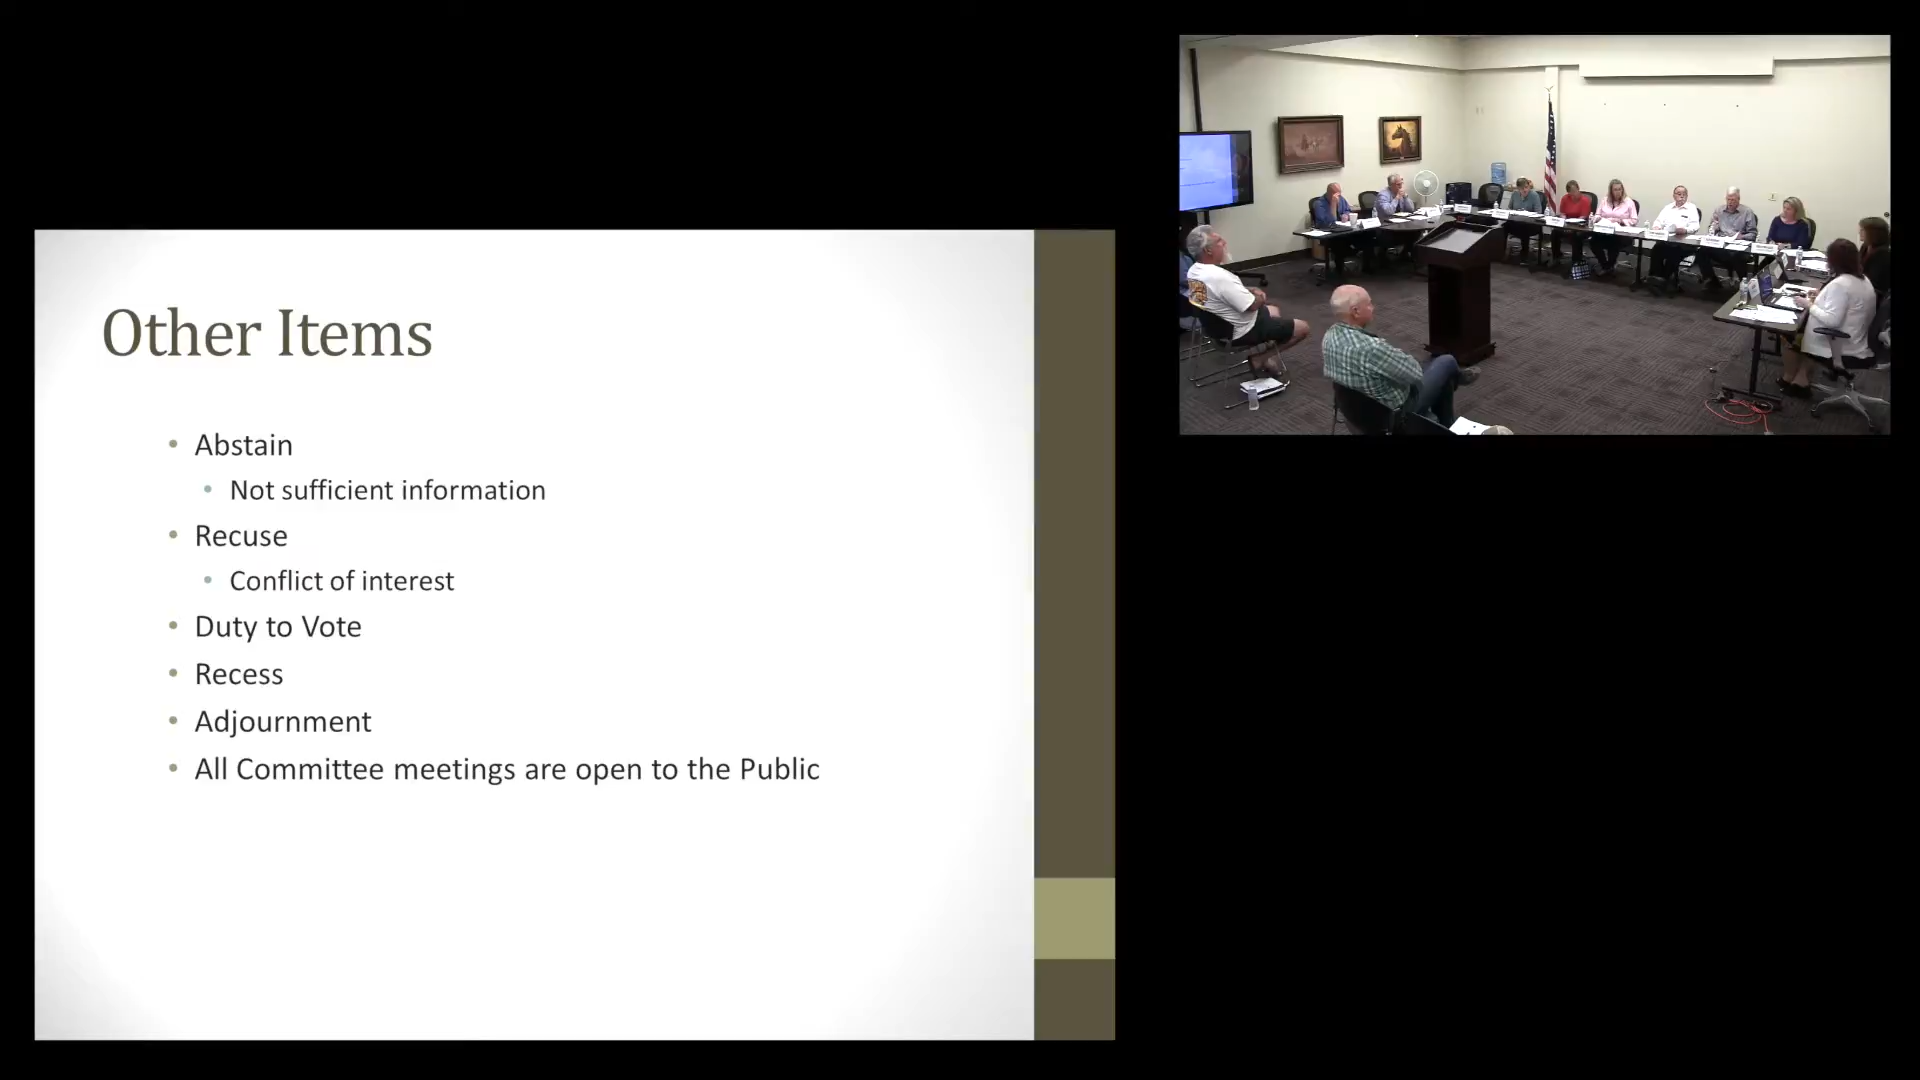 Other Items
• Abstain
• Not sufficient information
• Recuse
• Conflict of interest
• Duty to Vote
• Recess
• Adjournment
• All Committee meetings are open to the Public